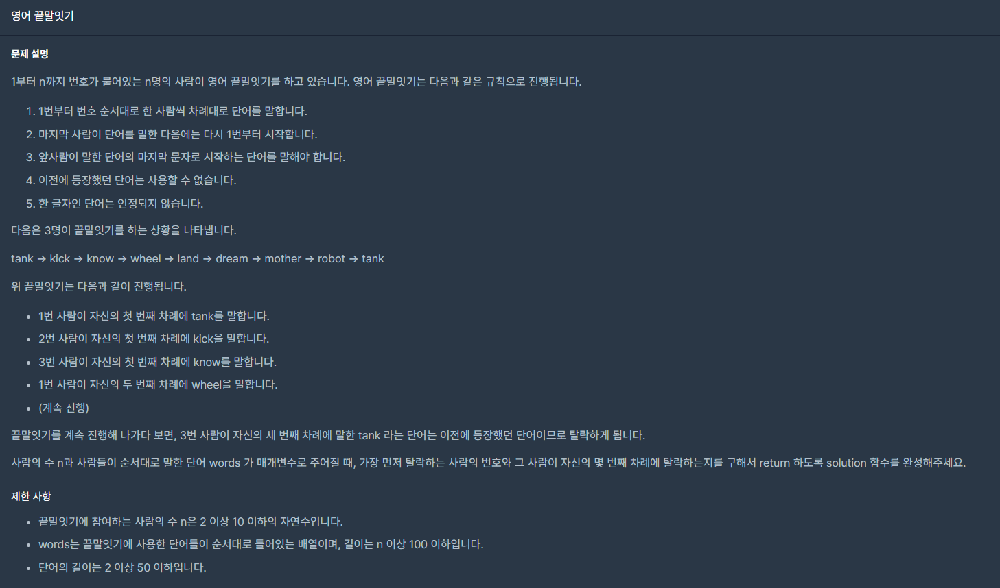 영어 끝말잇기
문제 설명
1부터 n까지 번호가 붙어있는 n명의 사람이 영어 끝말잇기를 하고 있습니다. 영어 끝말잇기는 다음과 같은 규칙으로 진행됩니다.
1. 1번부터 번호 순서대로 한 사람씩 차례대로 단어를 말합니다.
2. 마지막 사람이 단어를 말한 다음에는 다시 1번부터 시작합니다.
3. 앞사람이 말한 단어의 마지막 문자로 시작하는 단어를 말해야 합니다.
4. 이전에 등장했던 단어는 사용할 수 없습니다.
5. 한 글자인 단어는 인정되지 않습니다.
다음은 3명이 끝말잇기를 하는 상황을 나타냅니다.
tank → kick → know → wheel → land → dream → mother → robot → tank
위 끝말잇기는 다음과 같이 진행됩니다.
• 1번 사람이 자신의 첫 번째 차례에 tank를 말합니다.
• 2번 사람이 자신의 첫 번째 차례에 kick을 말합니다.
• 3번 사람이 자신의 첫 번째 차례에 know를 말합니다.
• 1번 사람이 자신의 두 번째 차례에 wheel을 말합니다.
• (계속 진행)
끝말잇기를 계속 진행해 나가다 보면, 3번 사람이 자신의 세 번째 차례에 말한 tank 라는 단어는 이전에 등장했던 단어이므로 탈락하게 됩니다.
사람의 수 n과 사람들이 순서대로 말한 단어 words 가 매개변수로 주어질 때, 가장 먼저 탈락하는 사람의 번호와 그 사람이 자신의 몇 번째 차례에 탈락하는지를 구해서 return 하도록 solution 함수를 완성해주세요.
제한 사항
• 끝말잇기에 참여하는 사람의 수 n은 2 이상 10 이하의 자연수입니다.
• words는 끝말잇기에 사용한 단어들이 순서대로 들어있는 배열이며, 길이는 n 이상 100 이하입니다.
• 단어의 길이는 2 이상 50 이하입니다.